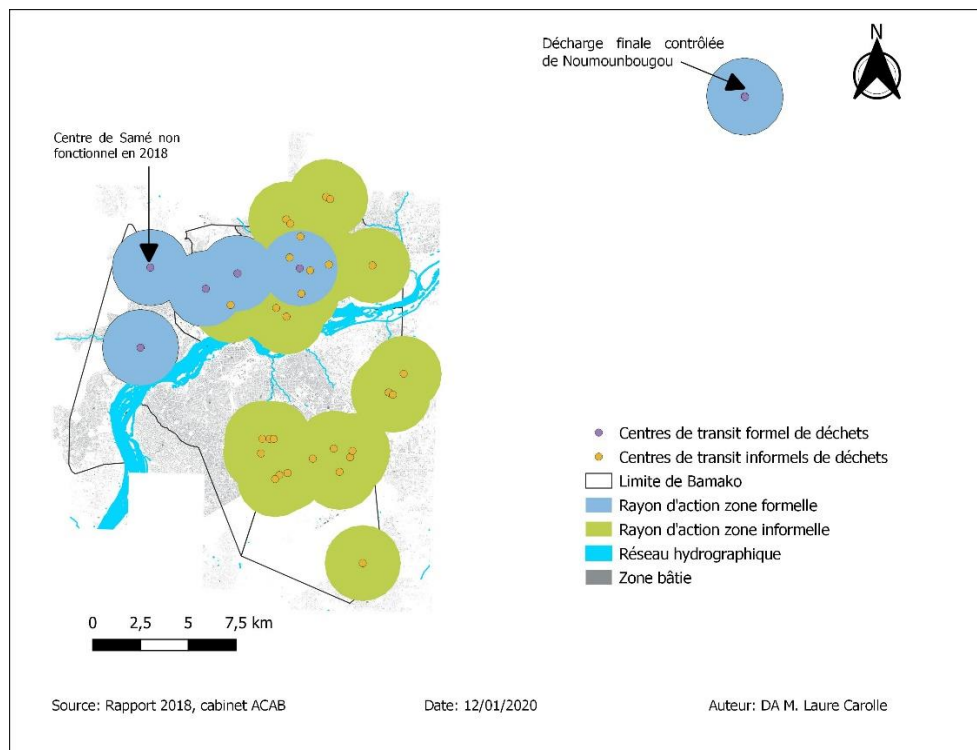 Décharge finale contrôlée
de Noumounbougou
N
Centre de Samé non
fonctionnel en 2018
Centres de transit formel de déchets
Centres de transit informels de déchets
Limite de Bamako
Rayon d'action zone formelle
Rayon d'action zone informelle
Réseau hydrographique
Zone bâtie
0 2,5 5 7,5 km
Source: Rapport 2018, cabinet ACAB
Date: 12/01/2020
Auteur: DA M. Laure Carolle